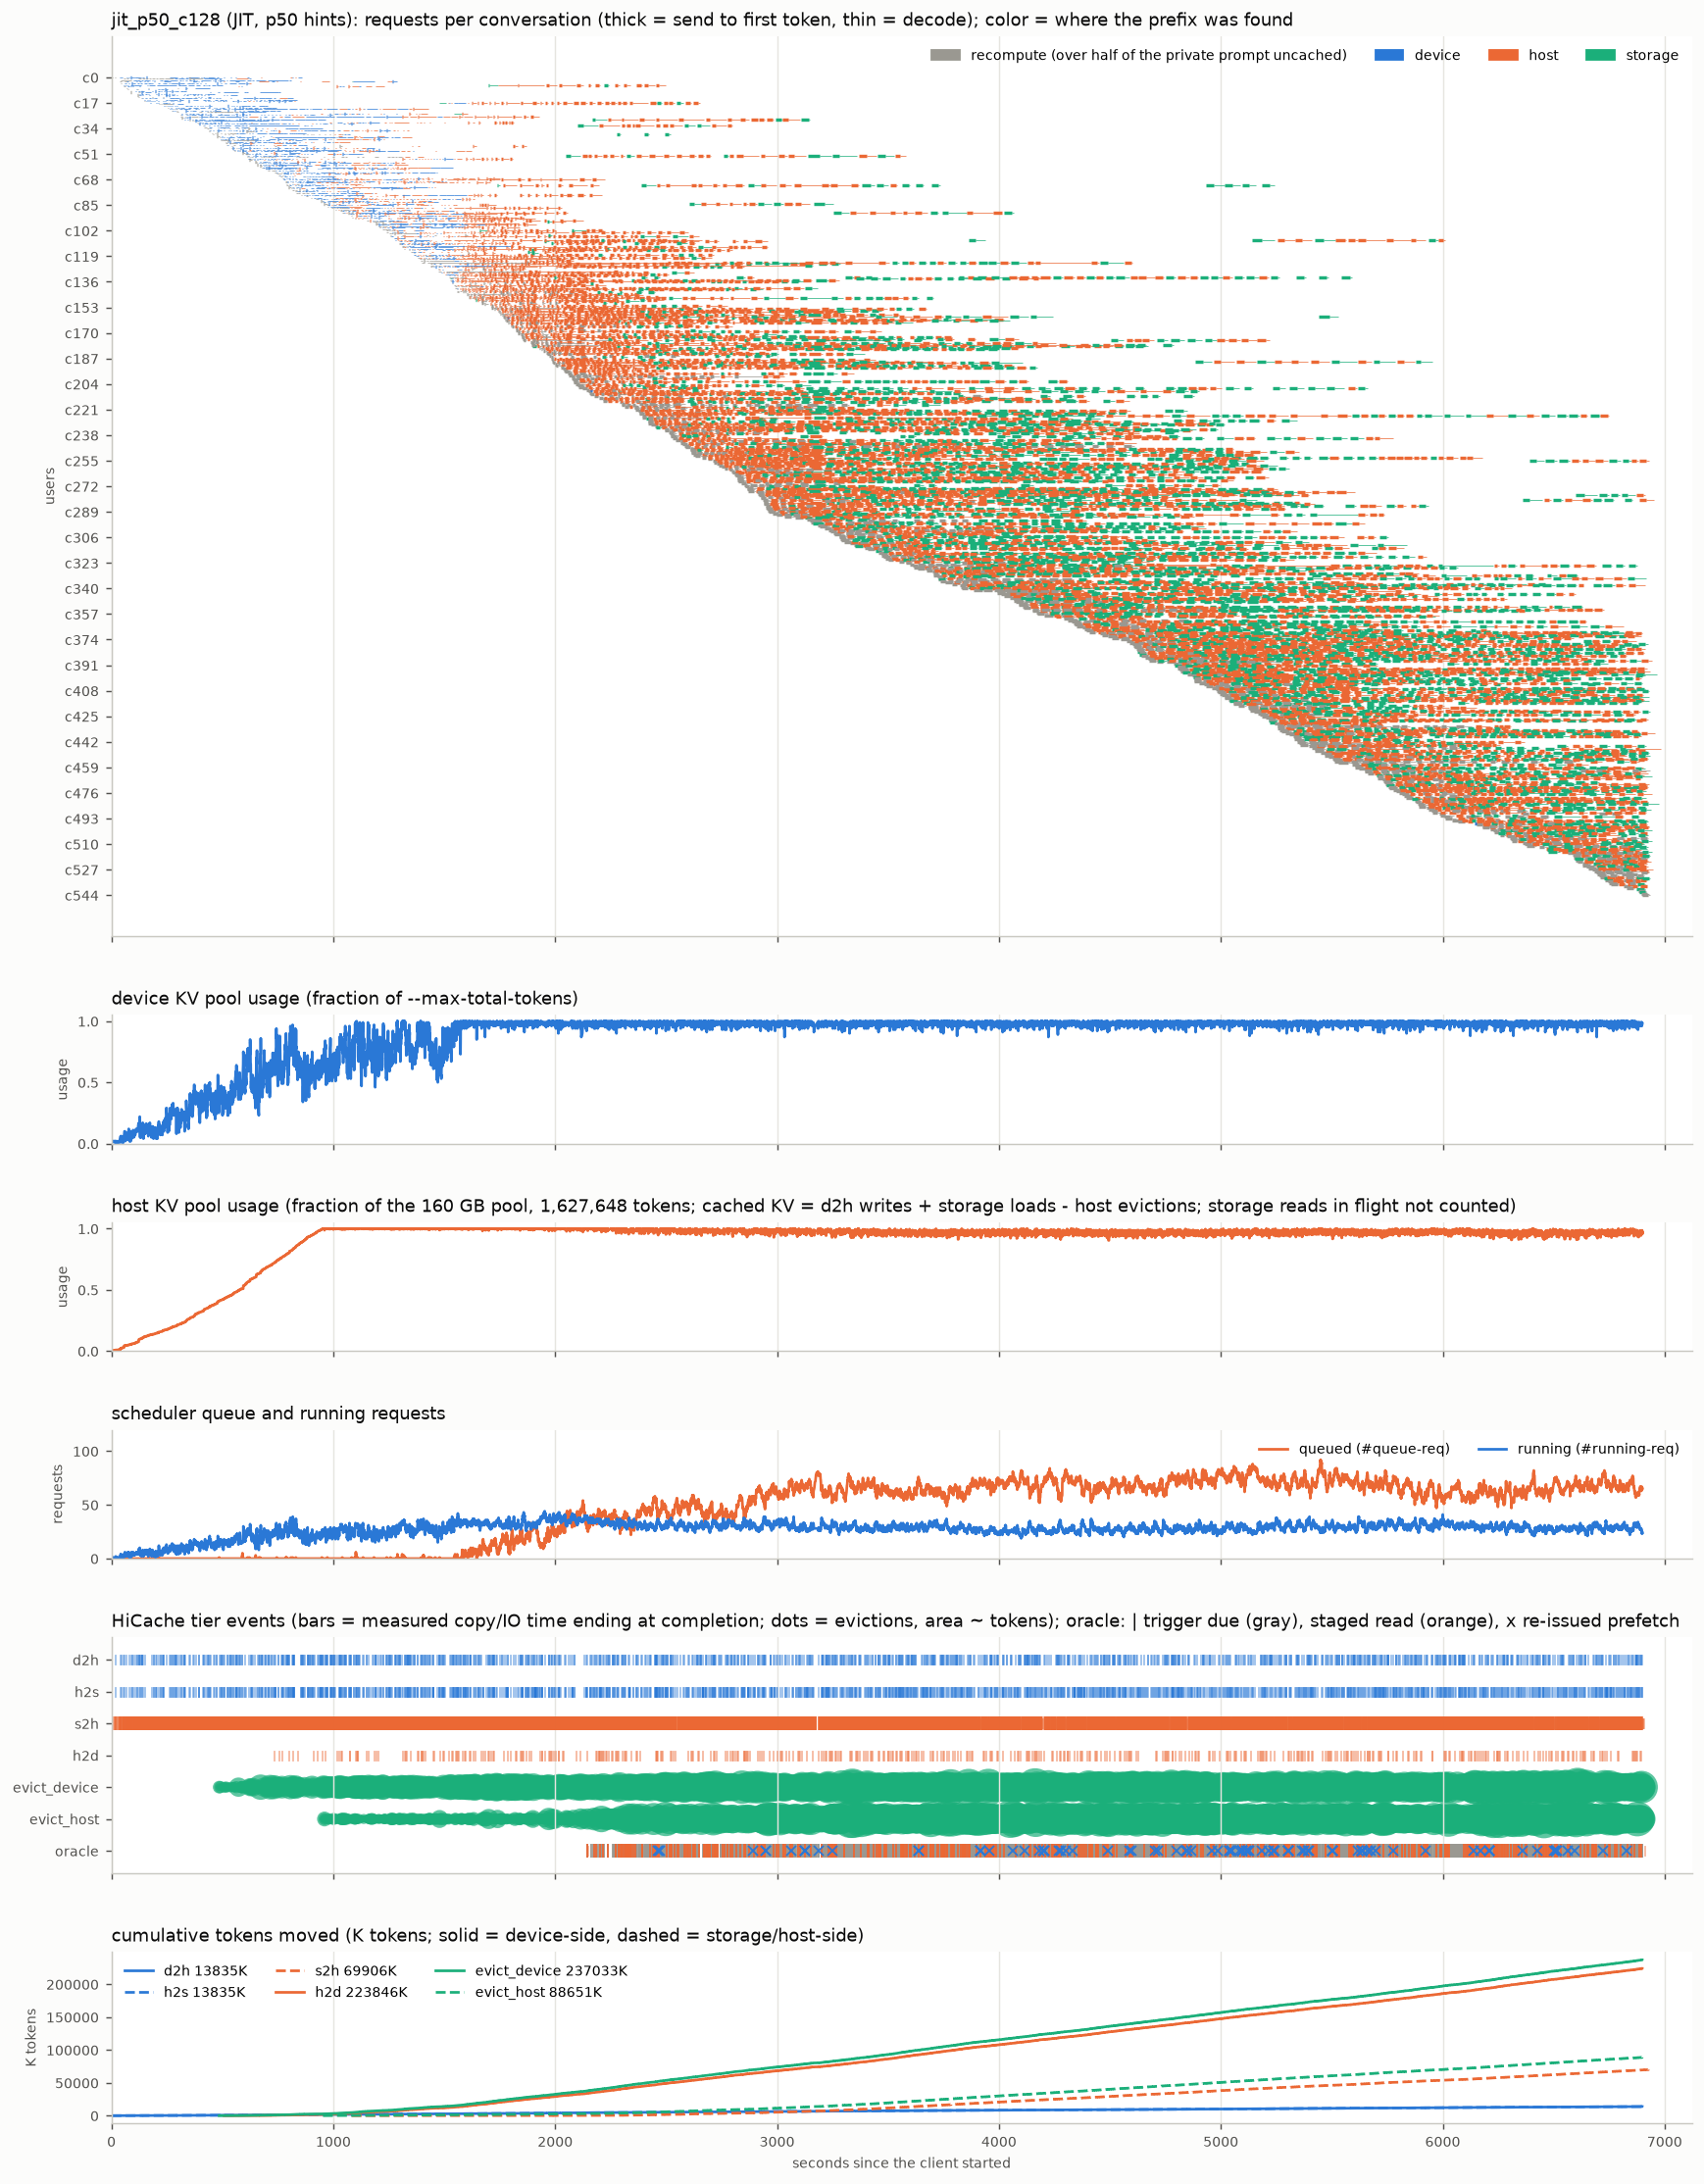 jit_p50_c128 (JIT, p50 hints): requests per conversation (thick = send to first token, thin = decode); color = where the prefix was found
recompute (over half of the private prompt uncached)
device
host
storage
users
c0
c17
c34
c51
c68
c85
c102
c119
c136
c153
c170
c187
c204
c221
c238
c255
c272
c289
c306
c323
c340
c357
c374
c391
c408
c425
c442
c459
c476
c493
c510
c527
c544
device KV pool usage (fraction of --max-total-tokens)
usage
1.0
0.5
0.0
host KV pool usage (fraction of the 160 GB pool, 1,627,648 tokens; cached KV = d2h writes + storage loads - host evictions; storage reads in flight not counted)
usage
1.0
0.5
0.0
scheduler queue and running requests
requests
100
50
0
queued (#queue-req)
running (#running-req)
HiCache tier events (bars = measured copy/IO time ending at completion; dots = evictions, area ~ tokens); oracle: | trigger due (gray), staged read (orange), x re-issued prefetch
d2h
h2s
s2h
h2d
evict_device
evict_host
oracle
cumulative tokens moved (K tokens; solid = device-side, dashed = storage/host-side)
K tokens
200000
150000
100000
50000
0
d2h 13835K
h2s 13835K
s2h 69906K
h2d 223846K
evict_device 237033K
evict_host 88651K
0
1000
2000
3000
4000
5000
6000
7000
seconds since the client started